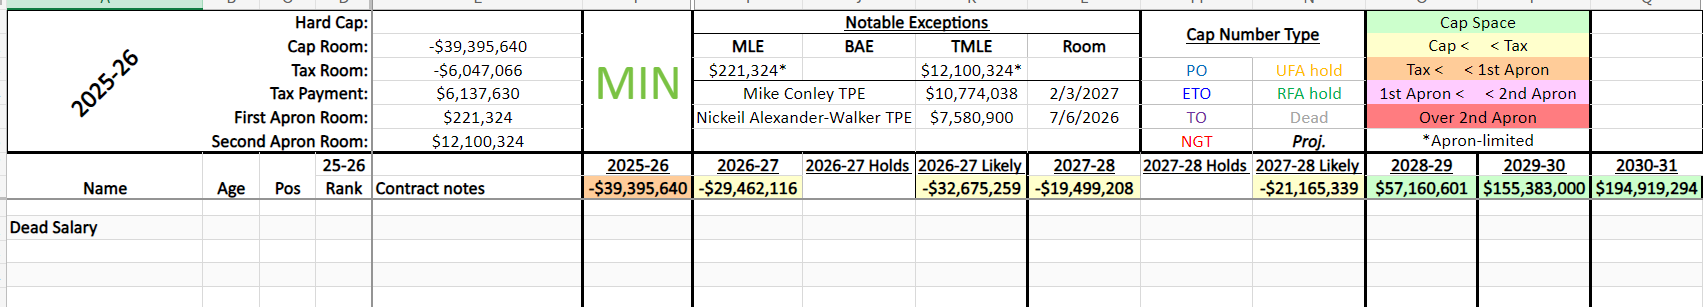 Hard Cap: Notable Exceptions Cap Space
Cap Room: -$39,395,640 MLE BAE TMLE Room Cap Number Type Cap < < Tax
2025-26 Tax Room: -$6,047,066 MIN $221,324* $12,100,324* PO UFA hold Tax < < 1st Apron
Tax Payment: $6,137,630 Mike Conley TPE $10,774,038 2/3/2027 ETO RFA hold 1st Apron < < 2nd Apron
First Apron Room: $221,324 Nickeil Alexander-Walker TPE $7,580,900 7/6/2026 TO Dead Over 2nd Apron
Second Apron Room: $12,100,324 NGT Proj. *Apron-limited
25-26 2025-26 2026-27 2026-27 Holds 2026-27 Likely 2027-28 2027-28 Holds 2027-28 Likely 2028-29 2029-30 2030-31
Name Age Pos Rank Contract notes -$39,395,640 -$29,462,116 -$32,675,259 -$19,499,208 -$21,165,339 $57,160,601 $155,383,000 $194,919,294
Dead Salary